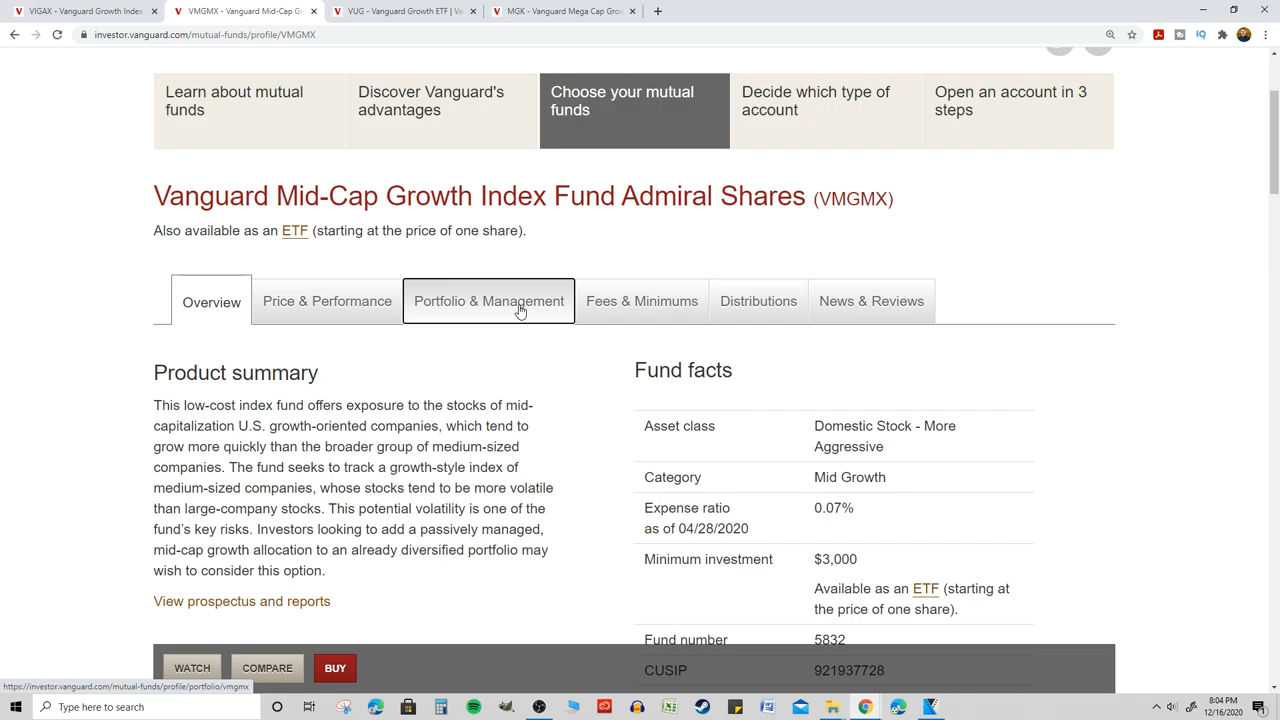 VIGAX - Vanguard Growth Index
VMGMX - Vanguard Mid-Cap Gr
VUG - Vanguard Growth ETF | Va
MGK - Vanguard Mega Cap Grow
investor.vanguard.com/mutual-funds/profile/VMGMX
Learn about mutual funds
Discover Vanguard's advantages
Choose your mutual funds
Decide which type of account
Open an account in 3 steps
Vanguard Mid-Cap Growth Index Fund Admiral Shares (VMGMX)
Also available as an ETF (starting at the price of one share).
Overview
Price & Performance
Portfolio & Management
Fees & Minimums
Distributions
News & Reviews
Product summary
This low-cost index fund offers exposure to the stocks of mid-
capitalization U.S. growth-oriented companies, which tend to
grow more quickly than the broader group of medium-sized
companies. The fund seeks to track a growth-style index of
medium-sized companies, whose stocks tend to be more volatile
than large-company stocks. This potential volatility is one of the
fund's key risks. Investors looking to add a passively managed,
mid-cap growth allocation to an already diversified portfolio may
wish to consider this option.
View prospectus and reports
Fund facts
Asset class Domestic Stock - More
Aggressive
Category Mid Growth
Expense ratio 0.07%
as of 04/28/2020
Minimum investment $3,000
Available as an ETF (starting at
the price of one share).
Fund number 5832
CUSIP 921937728
WATCH
COMPARE
BUY
https://investor.vanguard.com/mutual-funds/profile/portfolio/vmgmx
Type here to search
8:04 PM
12/16/2020